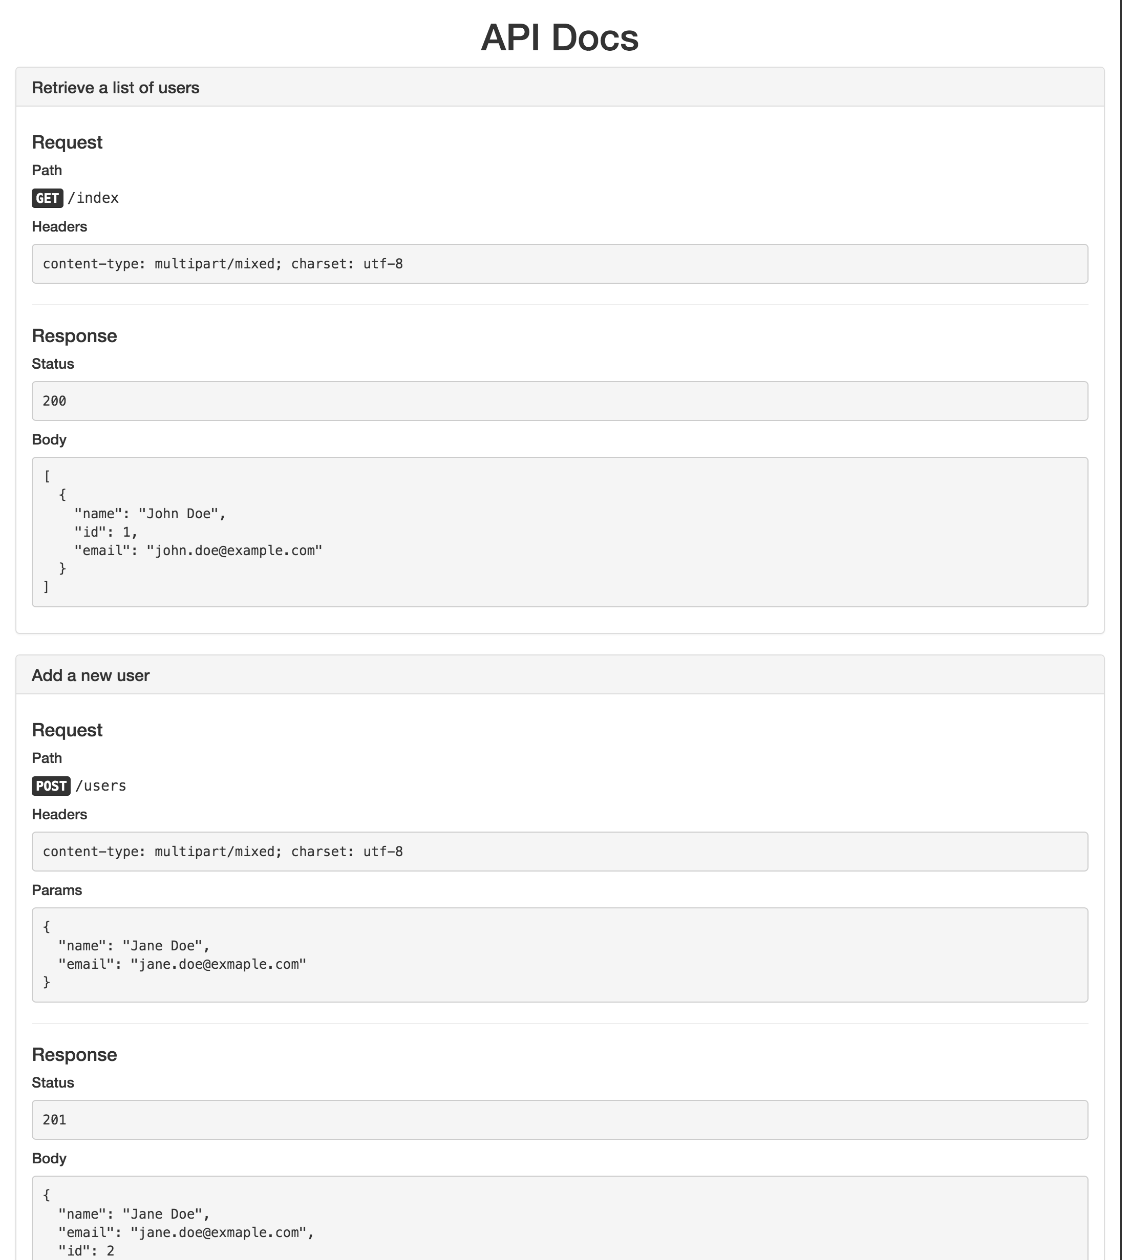 API Docs
Retrieve a list of users
Request
Path
GET /index
Headers
content-type: multipart/mixed; charset: utf-8
Response
Status
200
Body
[
  {
    "name": "John Doe",
    "id": 1,
    "email": "john.doe@example.com"
  }
]
Add a new user
Request
Path
POST /users
Headers
content-type: multipart/mixed; charset: utf-8
Params
{
  "name": "Jane Doe",
  "email": "jane.doe@exmaple.com"
}
Response
Status
201
Body
{
  "name": "Jane Doe",
  "email": "jane.doe@exmaple.com",
  "id": 2